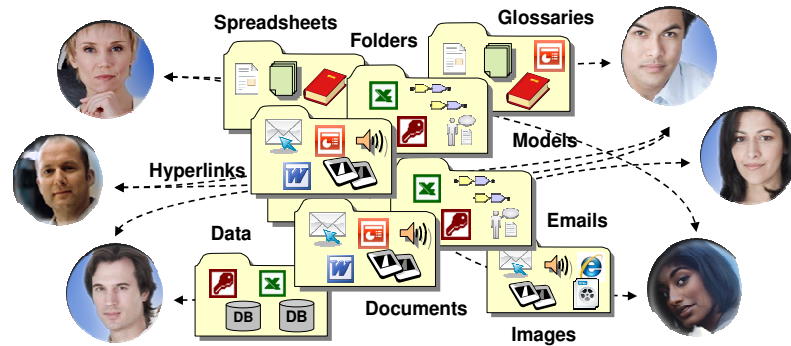 Spreadsheets
Glossaries
Folders
Models
Hyperlinks
Data
Emails
DB
DB
Documents
Images